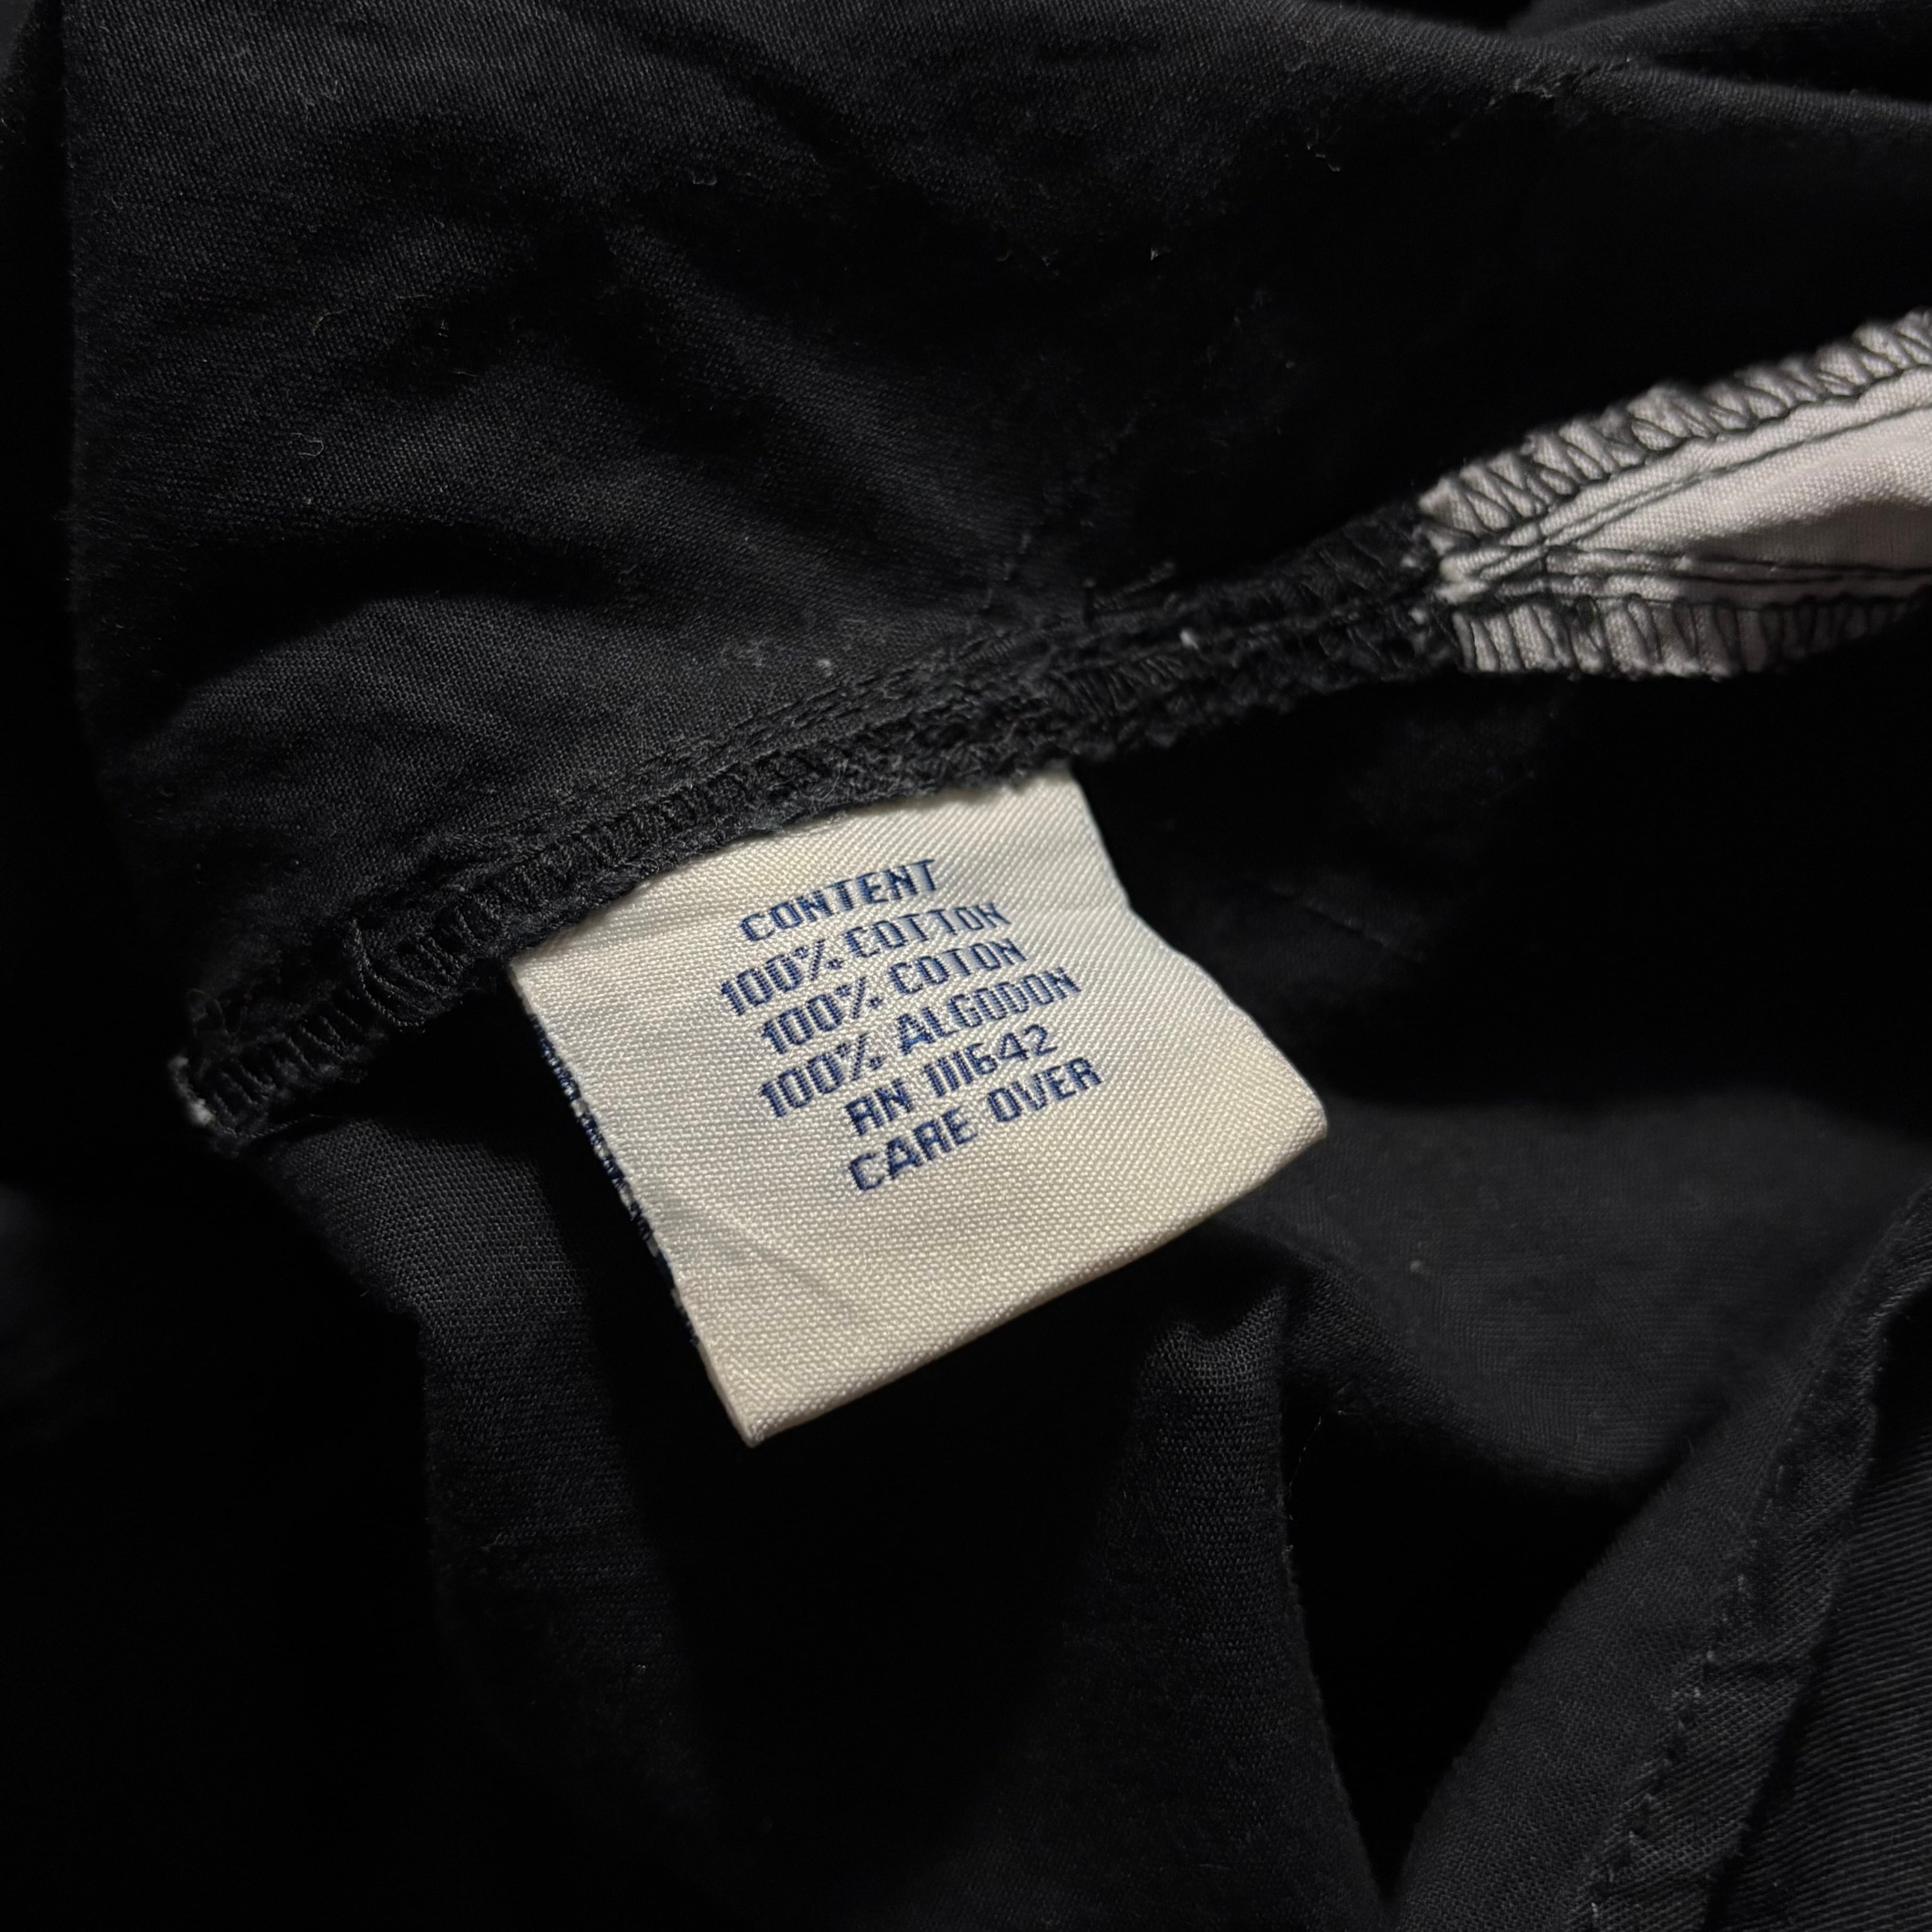 CONTENT
100% COTTON
100% COTON
100% ALGODON
RN 111642
CARE OVER